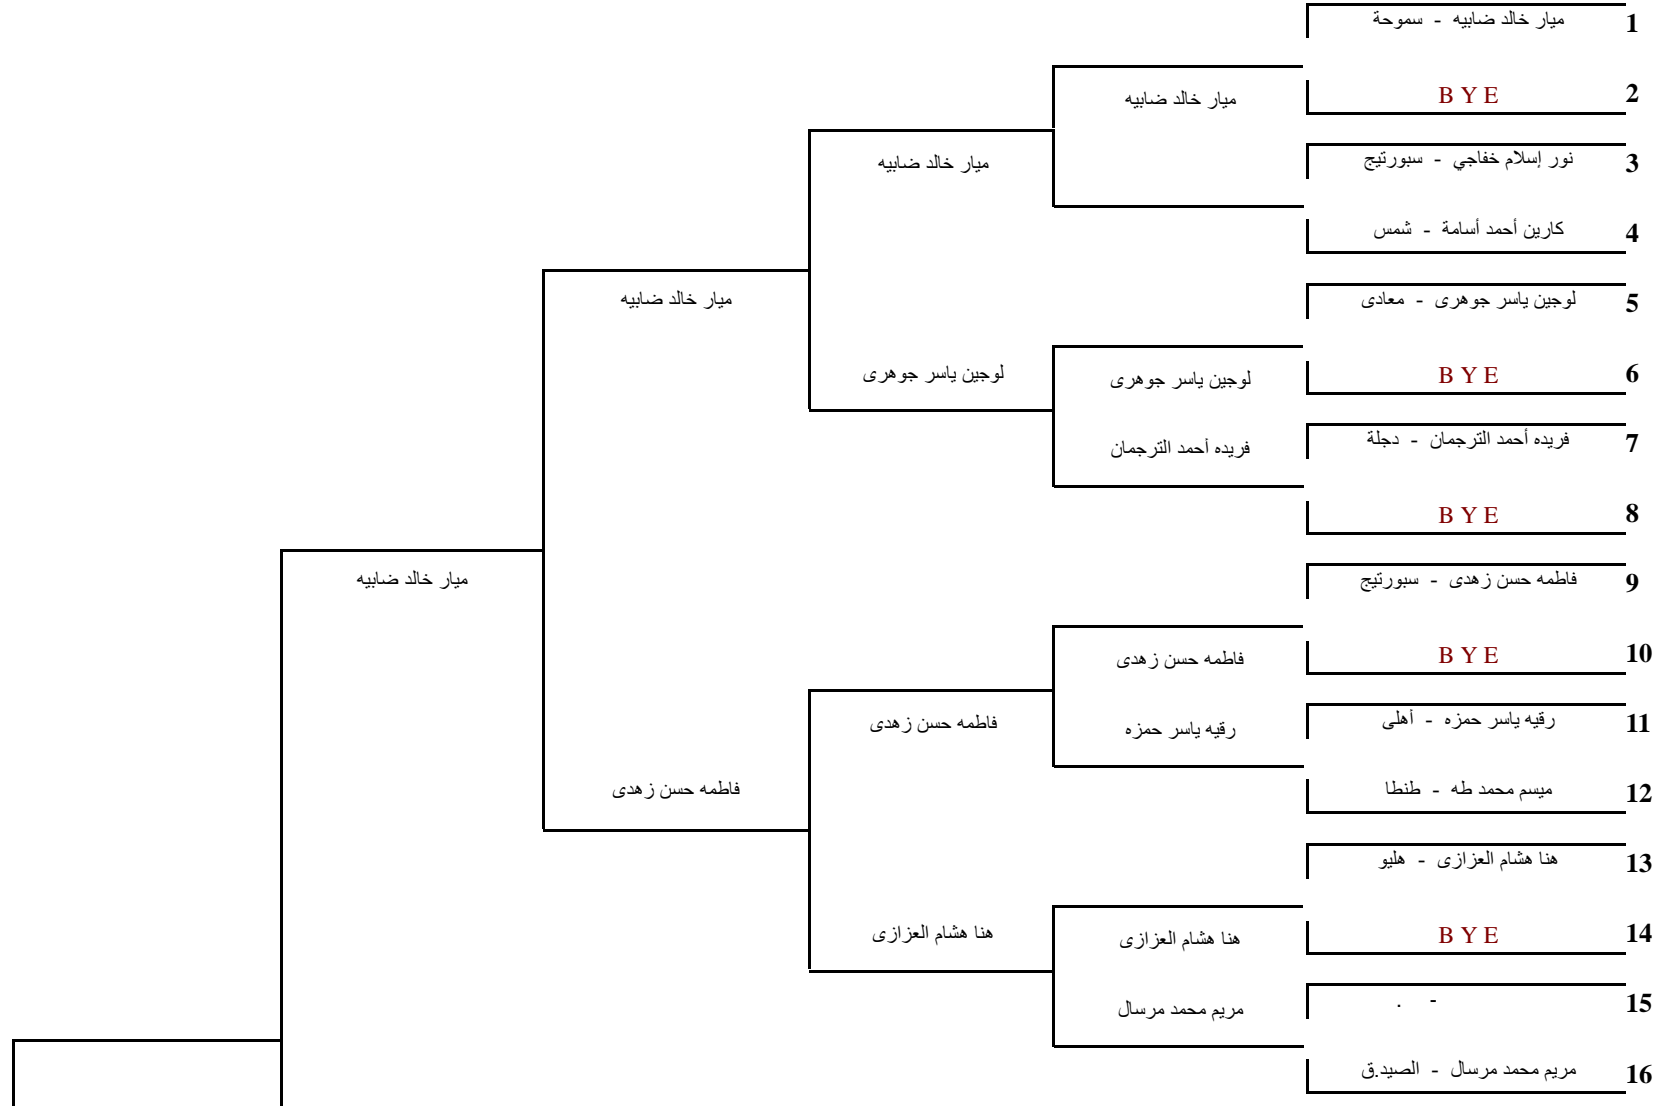 ميار خالد ضابيه - سموحة 1
B Y E 2
ميار خالد ضابيه
نور إسلام خفاجي - سبورتيج 3
ميار خالد ضابيه
كارين أحمد أسامة - شمس 4
لوجين ياسر جوهرى - معادى 5
ميار خالد ضابيه
B Y E 6
لوجين ياسر جوهرى
لوجين ياسر جوهرى
فريده أحمد الترجمان - دجلة 7
فريده أحمد الترجمان
B Y E 8
فاطمه حسن زهدى - سبورتيج 9
ميار خالد ضابيه
B Y E 10
فاطمه حسن زهدى
رقيه ياسر حمزه - أهلى 11
رقيه ياسر حمزه
فاطمه حسن زهدى
ميسم محمد طه - طنطا 12
فاطمه حسن زهدى
هنا هشام العزازى - هليو 13
B Y E 14
هنا هشام العزازى
هنا هشام العزازى
- . 15
مريم محمد مرسال
مريم محمد مرسال - الصيد.ق 16